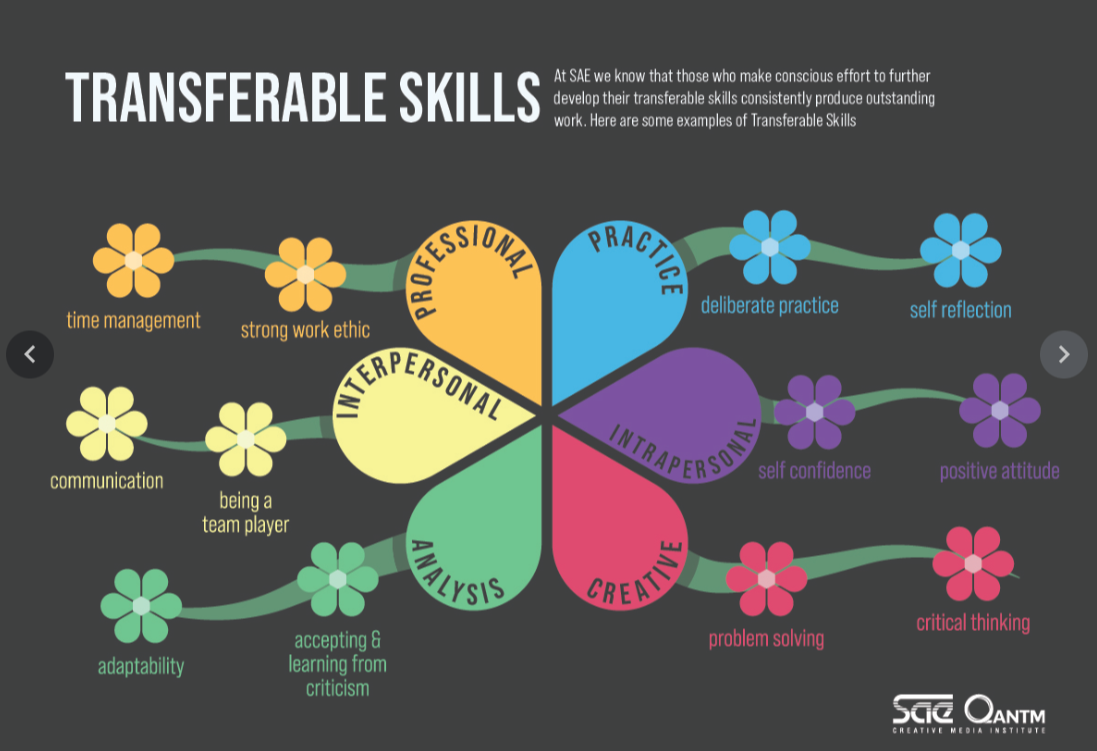 TRANSFERABLE SKILLS
At SAE we know that those who make conscious effort to further
develop their transferable skills consistently produce outstanding
work. Here are some examples of Transferable Skills
PROFESSIONAL
time management
strong work ethic
PRACTICE
deliberate practice
self reflection
INTERPERSONAL
communication
being a
team player
INTRAPERSONAL
self confidence
positive attitude
ANALYSIS
adaptability
accepting &
learning from
criticism
CREATIVE
problem solving
critical thinking
sae QANTM
CREATIVE MEDIA INSTITUTE